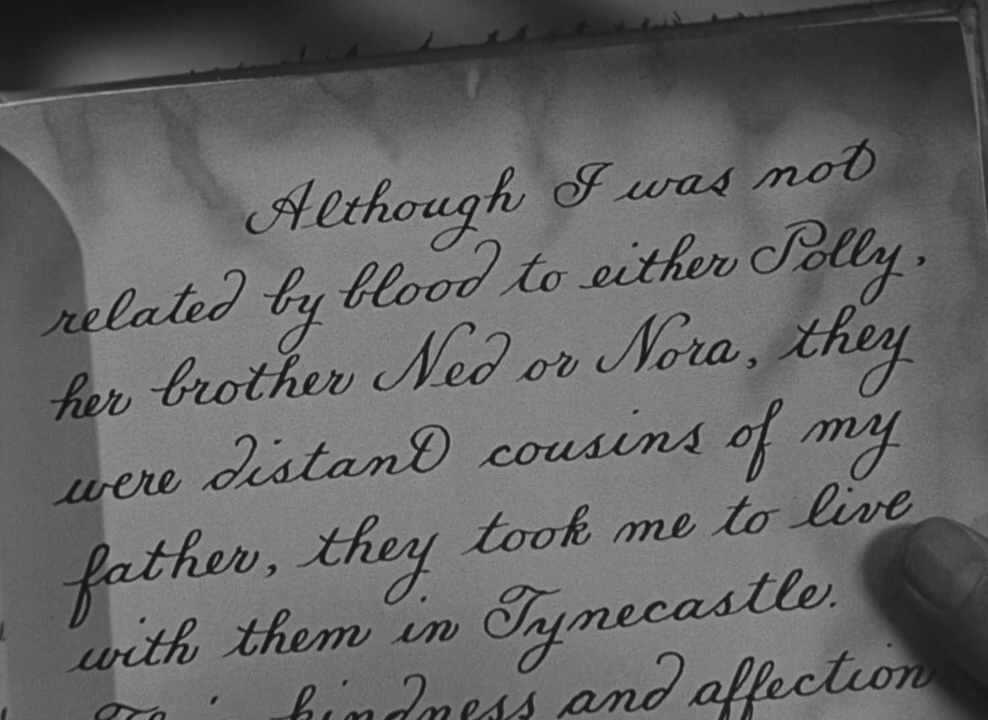 Although I was not
related by blood to either Polly,
her brother Ned or Nora, they
were distant cousins of my
father, they took me to live
with them in Tynecastle.
kindness and affection